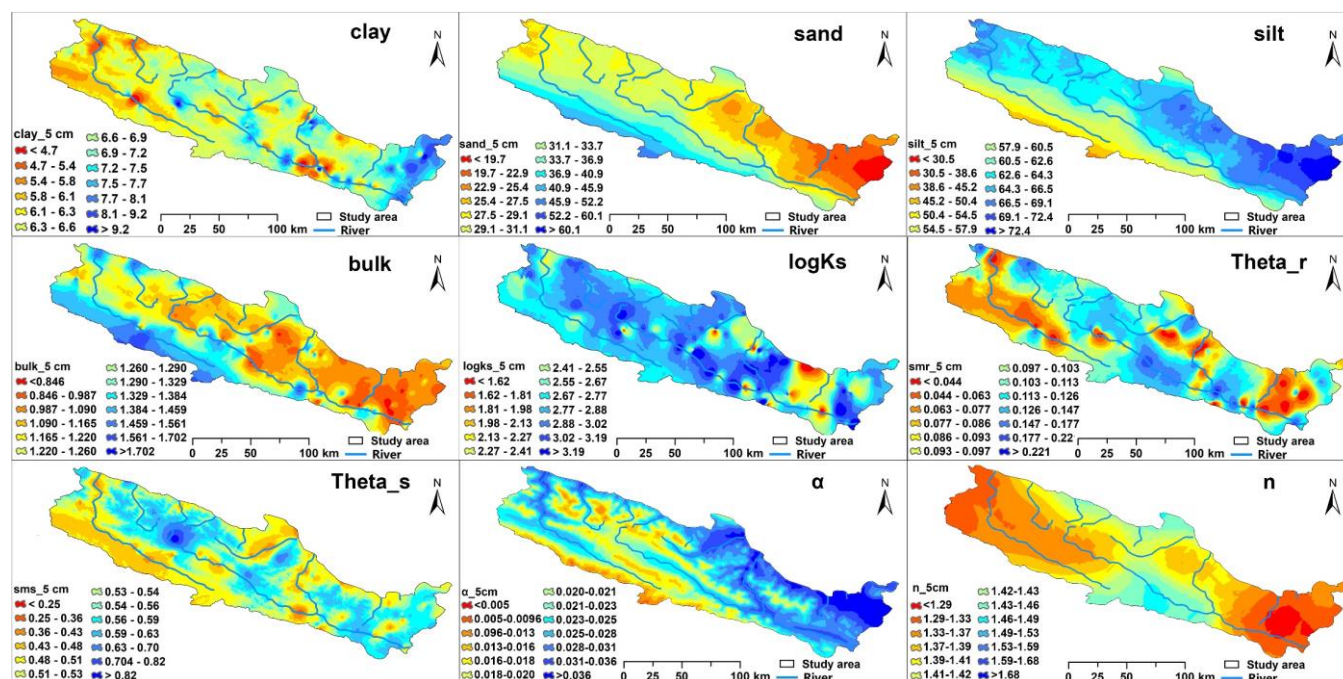 clay
N
clay_5 cm
< 4.7
4.7 - 5.4
5.4 - 5.8
5.8 - 6.1
6.1 - 6.3
6.3 - 6.6
6.6 - 6.9
6.9 - 7.2
7.2 - 7.5
7.5 - 7.7
7.7 - 8.1
8.1 - 9.2
> 9.2
0 25 50 100 km
Study area
River
sand
N
sand_5 cm
< 19.7
19.7 - 22.9
22.9 - 25.4
25.4 - 27.5
27.5 - 29.1
29.1 - 31.1
31.1 - 33.7
33.7 - 36.9
36.9 - 40.9
40.9 - 45.9
45.9 - 52.2
52.2 - 60.1
> 60.1
0 25 50 100 km
Study area
River
silt
N
silt_5 cm
< 30.5
30.5 - 38.6
38.6 - 45.2
45.2 - 50.4
50.4 - 54.5
54.5 - 57.9
57.9 - 60.5
60.5 - 62.6
62.6 - 64.3
64.3 - 66.5
66.5 - 69.1
69.1 - 72.4
> 72.4
0 25 50 100 km
Study area
River
bulk
N
bulk_5 cm
<0.846
0.846 - 0.987
0.987 - 1.090
1.090 - 1.165
1.165 - 1.220
1.220 - 1.260
1.260 - 1.290
1.290 - 1.329
1.329 - 1.384
1.384 - 1.459
1.459 - 1.561
1.561 - 1.702
>1.702
0 25 50 100 km
Study area
River
logKs
N
logks_5 cm
< 1.62
1.62 - 1.81
1.81 - 1.98
1.98 - 2.13
2.13 - 2.27
2.27 - 2.41
2.41 - 2.55
2.55 - 2.67
2.67 - 2.77
2.77 - 2.88
2.88 - 3.02
3.02 - 3.19
> 3.19
0 25 50 100 km
Study area
River
Theta_r
N
smr_5 cm
< 0.044
0.044 - 0.063
0.063 - 0.077
0.077 - 0.086
0.086 - 0.093
0.093 - 0.097
0.097 - 0.103
0.103 - 0.113
0.113 - 0.126
0.126 - 0.147
0.147 - 0.177
0.177 - 0.22
> 0.221
0 25 50 100 km
Study area
River
Theta_s
N
sms_5 cm
< 0.25
0.25 - 0.36
0.36 - 0.43
0.43 - 0.48
0.48 - 0.51
0.51 - 0.53
0.53 - 0.54
0.54 - 0.56
0.56 - 0.59
0.59 - 0.63
0.63 - 0.70
0.704 - 0.82
> 0.82
0 25 50 100 km
Study area
River
α
N
α_5cm
<0.005
0.005-0.0096
0.096-0.013
0.013-0.016
0.016-0.018
0.018-0.020
0.020-0.021
0.021-0.023
0.023-0.025
0.025-0.028
0.028-0.031
0.031-0.036
>0.036
0 25 50 100 km
Study area
River
n
N
n_5cm
<1.29
1.29-1.33
1.33-1.37
1.37-1.39
1.39-1.41
1.41-1.42
1.42-1.43
1.43-1.46
1.46-1.49
1.49-1.53
1.53-1.59
1.59-1.68
>1.68
0 25 50 100 km
Study area
River